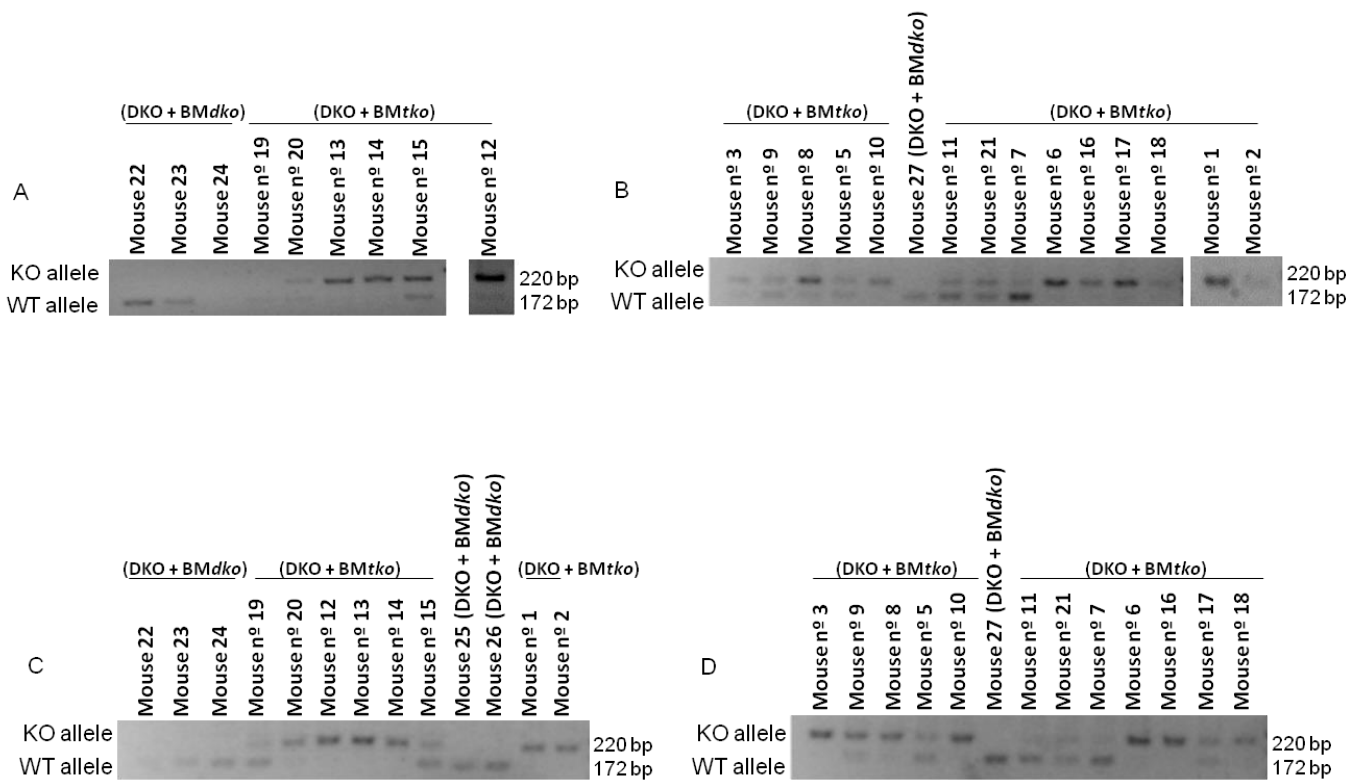 A
(DKO + BMdko)
(DKO + BMtko)
Mouse 22
Mouse 23
Mouse 24
Mouse nº 19
Mouse nº 20
Mouse nº 13
Mouse nº 14
Mouse nº 15
Mouse nº 12
KO allele
WT allele
220 bp
172 bp
B
(DKO + BMtko)
(DKO + BMtko)
Mouse nº 3
Mouse nº 9
Mouse nº 8
Mouse nº 5
Mouse nº 10
Mouse 27 (DKO + BMdko)
Mouse nº 11
Mouse nº 21
Mouse nº 7
Mouse nº 6
Mouse nº 16
Mouse nº 17
Mouse nº 18
Mouse nº 1
Mouse nº 2
KO allele
WT allele
220 bp
172 bp
C
(DKO + BMdko)
(DKO + BMtko)
(DKO + BMtko)
Mouse 22
Mouse 23
Mouse 24
Mouse nº 19
Mouse nº 20
Mouse nº 12
Mouse nº 13
Mouse nº 14
Mouse nº 15
Mouse 25 (DKO + BMdko)
Mouse 26 (DKO + BMdko)
Mouse nº 1
Mouse nº 2
KO allele
WT allele
220 bp
172 bp
D
(DKO + BMtko)
(DKO + BMtko)
Mouse nº 3
Mouse nº 9
Mouse nº 8
Mouse nº 5
Mouse nº 10
Mouse 27 (DKO + BMdko)
Mouse nº 11
Mouse nº 21
Mouse nº 7
Mouse nº 6
Mouse nº 16
Mouse nº 17
Mouse nº 18
KO allele
WT allele
220 bp
172 bp